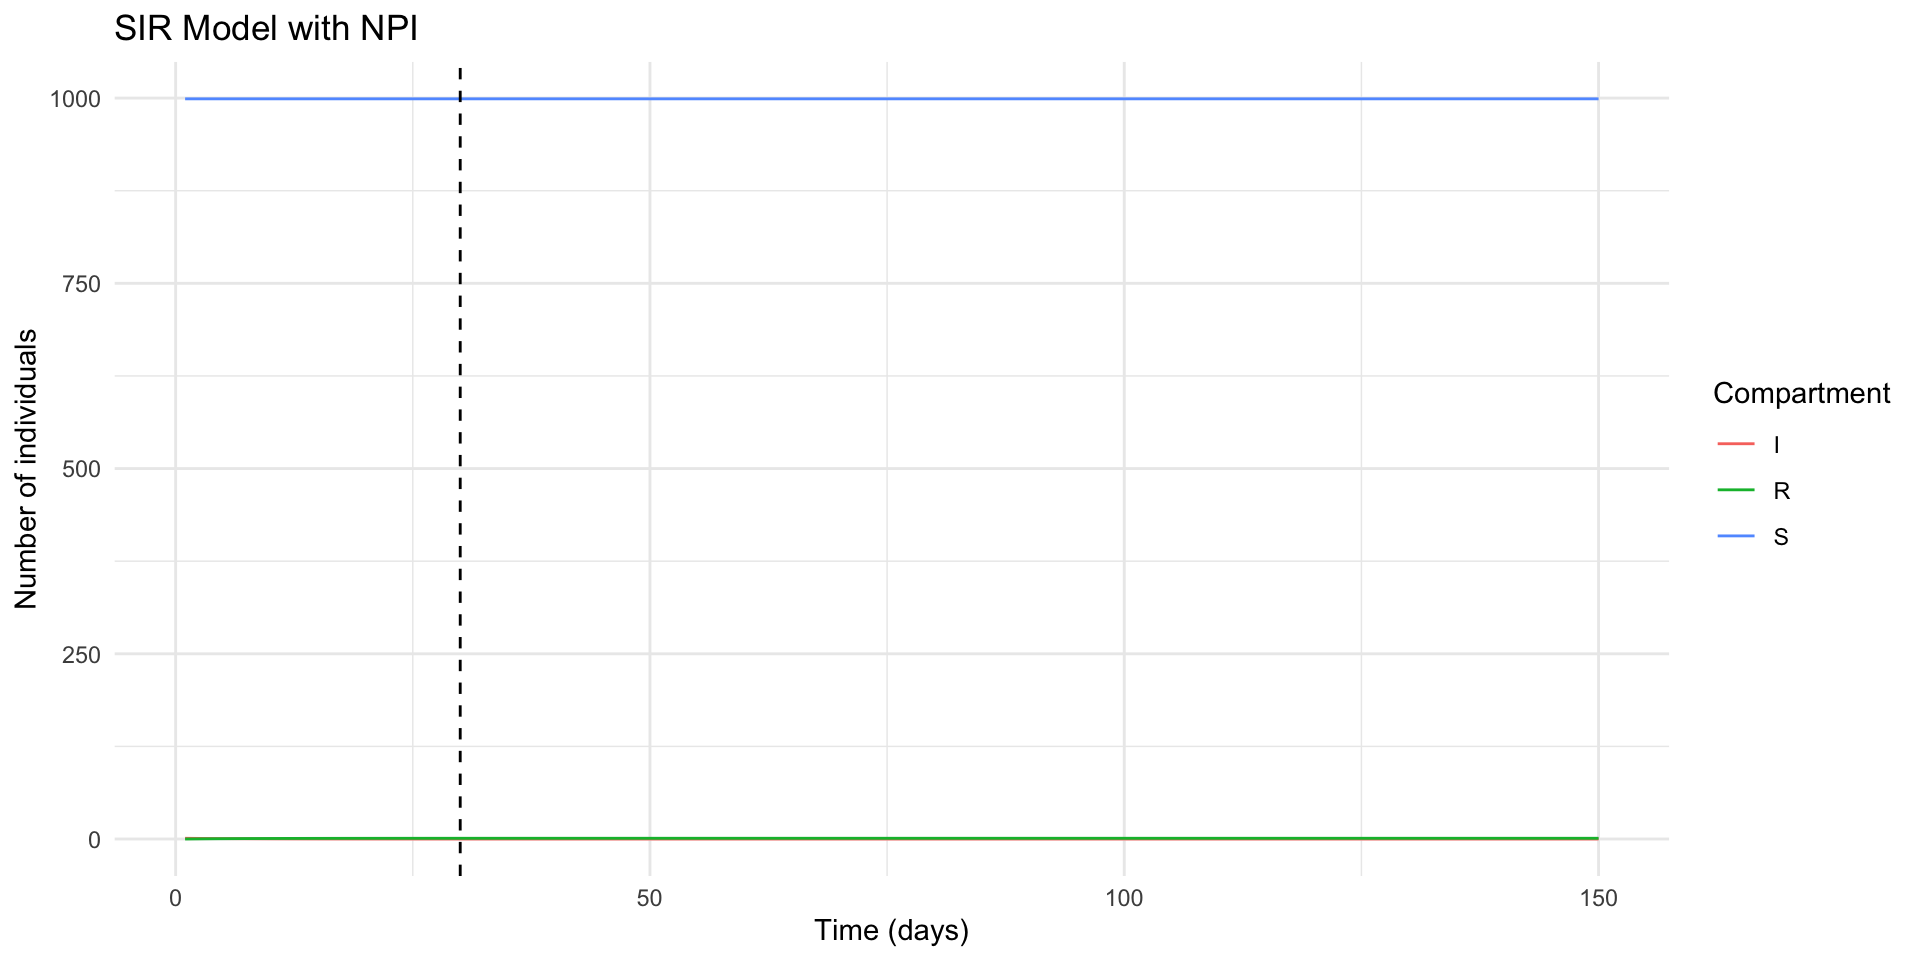 SIR Model with NPI
Number of individuals
1000
750
500
250
0
0 50 100 150
Time (days)
Compartment
I
R
S